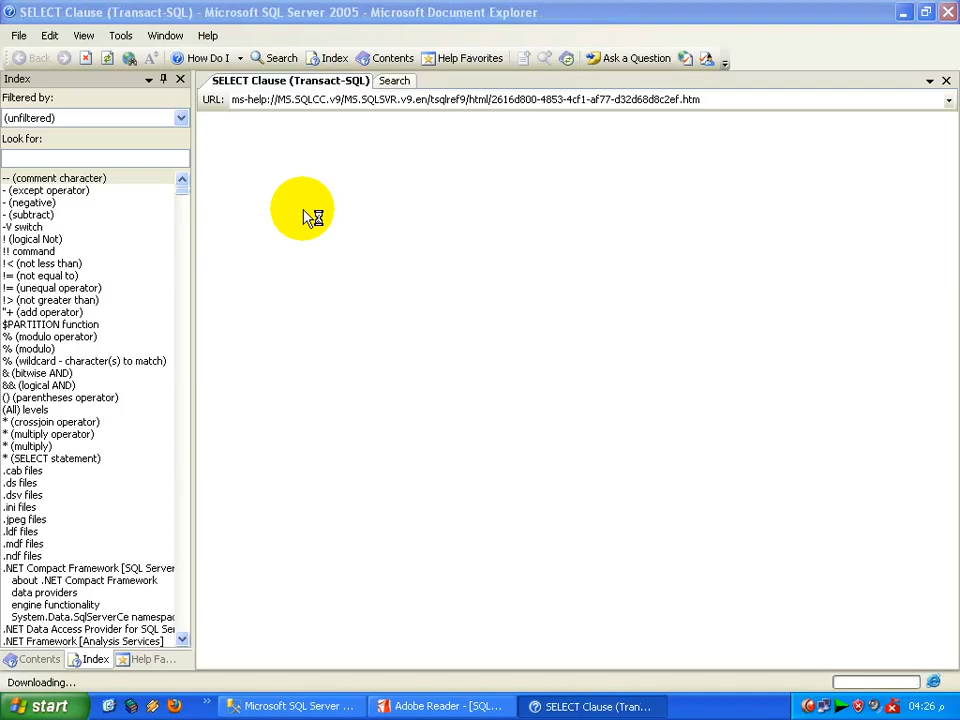 SELECT Clause (Transact-SQL) - Microsoft SQL Server 2005 - Microsoft Document Explorer
File Edit View Tools Window Help
Back How Do I Search Index Contents Help Favorites Ask a Question
Index
SELECT Clause (Transact-SQL) Search
Filtered by:
URL: ms-help://MS.SQLCC.v9/MS.SQLSVR.v9.en/tsqlref9/html/2616d800-4853-4cf1-af77-d32d68d8c2ef.htm
(unfiltered)
Look for:
-- (comment character)
- (except operator)
- (negative)
- (subtract)
-V switch
! (logical Not)
!! command
!< (not less than)
!= (not equal to)
!= (unequal operator)
!> (not greater than)
"+ (add operator)
$PARTITION function
% (modulo operator)
% (modulo)
% (wildcard - character(s) to match)
& (bitwise AND)
&& (logical AND)
() (parentheses operator)
(All) levels
* (crossjoin operator)
* (multiply operator)
* (multiply)
* (SELECT statement)
.cab files
.ds files
.dsv files
.ini files
.jpeg files
.ldf files
.mdf files
.ndf files
.NET Compact Framework [SQL Server
about .NET Compact Framework
data providers
engine functionality
System.Data.SqlServerCe namespac
.NET Data Access Provider for SQL Se
.NET Framework [Analysis Services]
Contents Index Help Fa...
Downloading...
start Microsoft SQL Server ... Adobe Reader - [SQL... SELECT Clause (Tran... 04:26 م